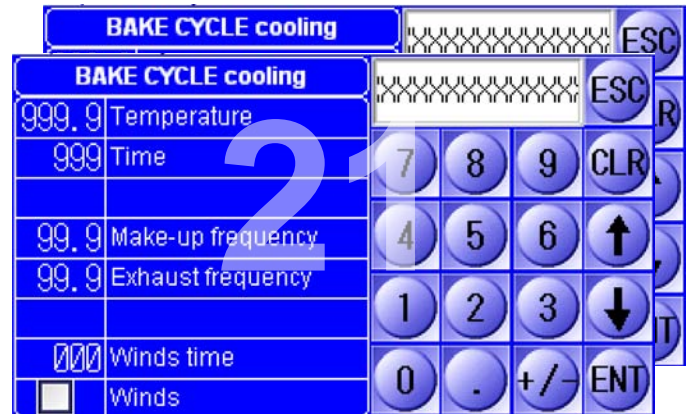 BAKE CYCLE cooling
ESC
BAKE CYCLE cooling
ESC
R
999.9 Temperature
999 Time
7 8 9 CLR
99.9 Make-up frequency
4 5 6
99.9 Exhaust frequency
1 2 3
000 Winds time
Winds
0 . +/- ENT
21